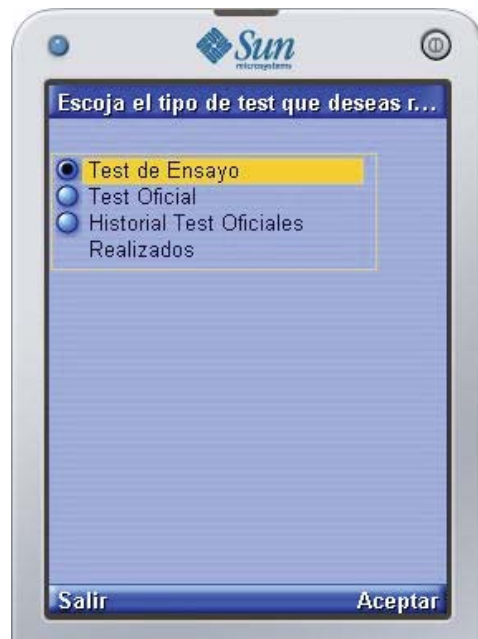 Sun
microsystems
Escoja el tipo de test que deseas r...
Test de Ensayo
Test Oficial
Historial Test Oficiales
Realizados
Salir Aceptar